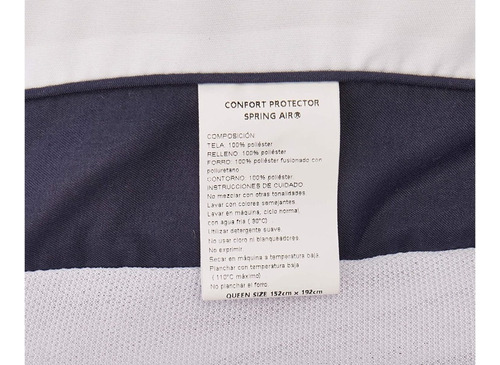 CONFORT PROTECTOR
SPRING AIR®
COMPOSICIÓN
TELA: 100% poliéster
RELLENO: 100% poliéster
FORRO: 100% poliéster fusionado con
poliuretano
CONTORNO: 100% poliéster
INSTRUCCIONES DE CUIDADO
No mezclar con otras tonalidades
Lavar con colores semejantes
Lavar en máquina, ciclo normal,
con agua fria ( 30°C)
Utilizar detergente suave.
No usar cloro ni blanqueadores.
No exprimir
Secar en máquina a temperatura baja
Planchar con temperatura baja
( 110°C máximo)
No planchar el forro
QUEEN SIZE 152cm x 192cm